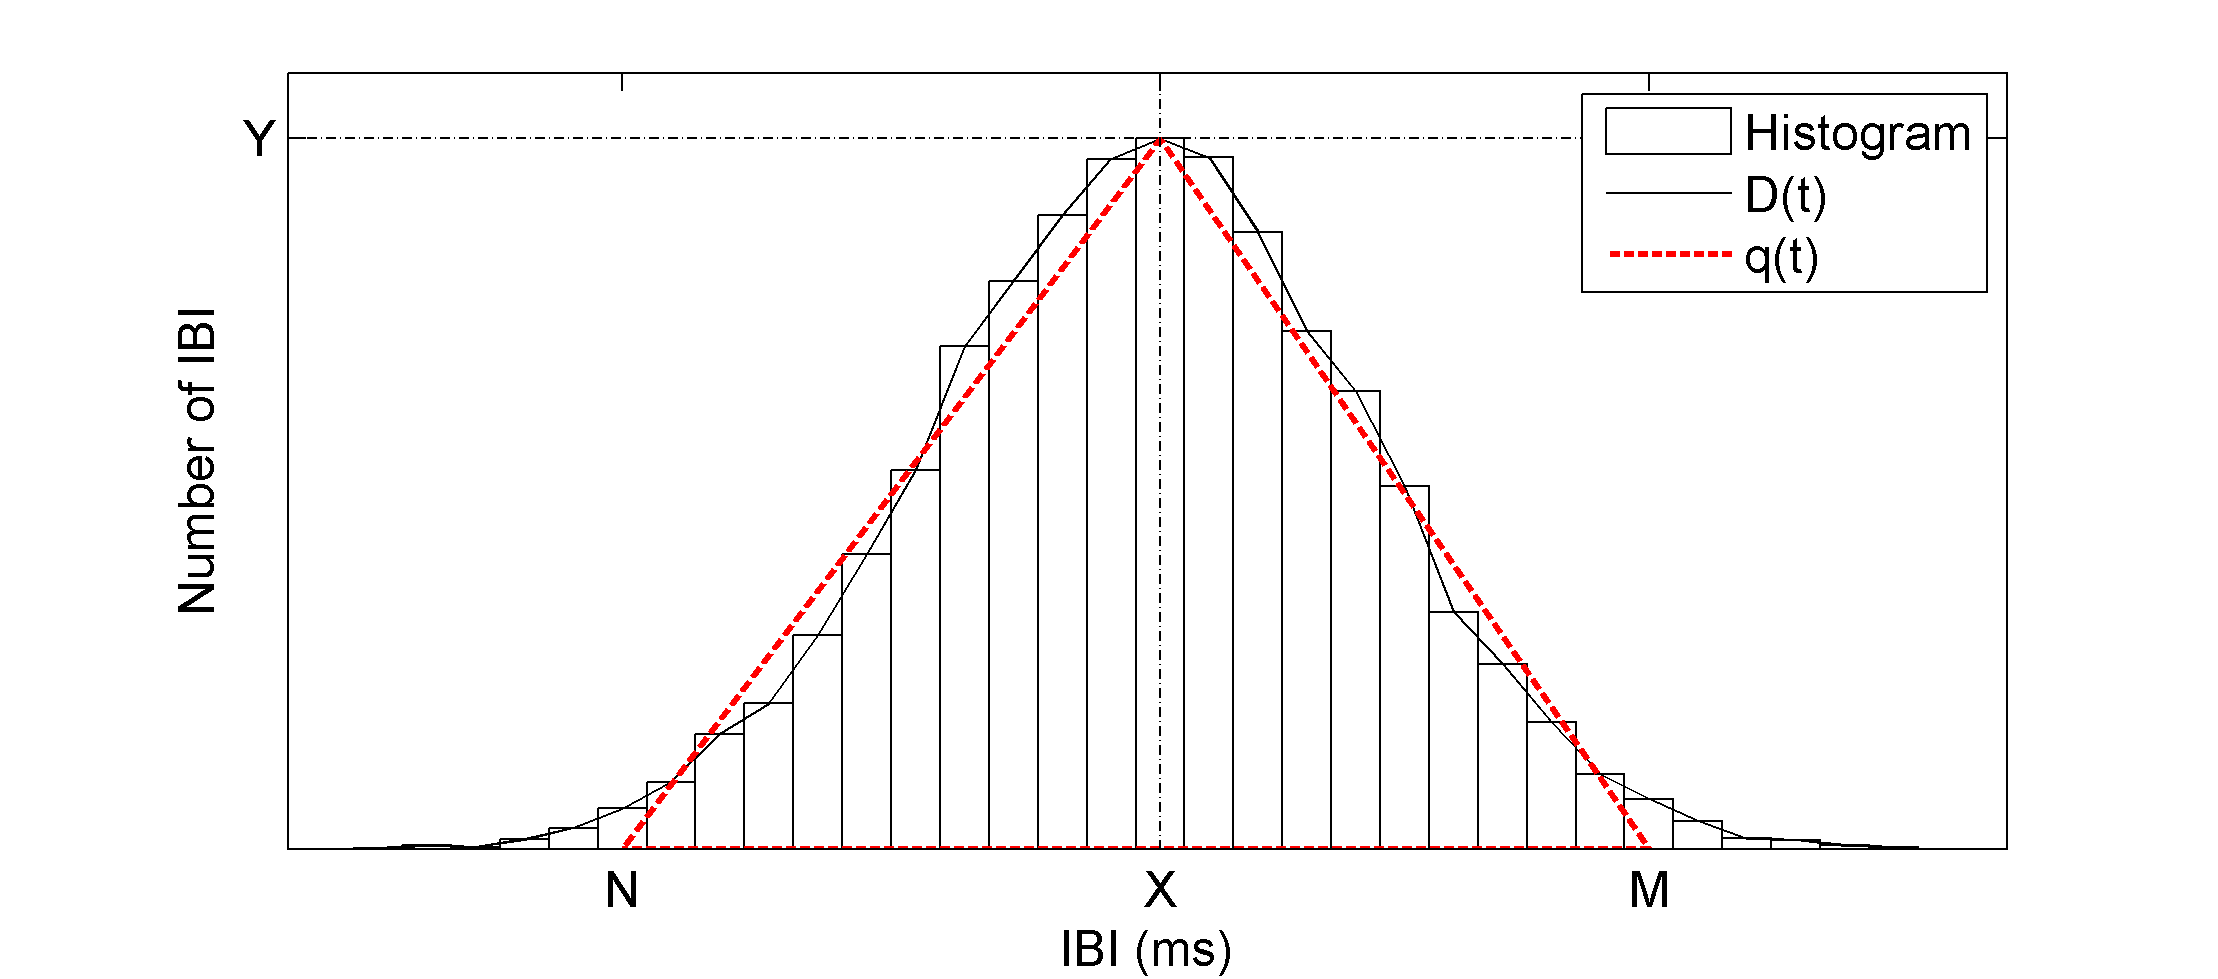 Y
Histogram
D(t)
q(t)
Number of IBI
N X M
IBI (ms)